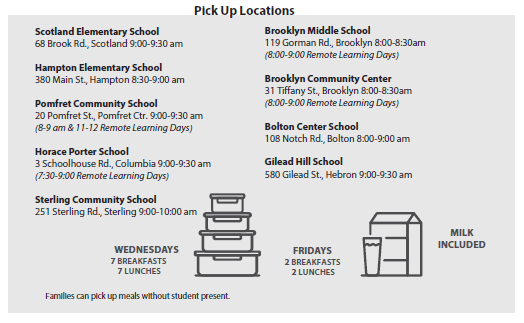 Pick Up Locations
Scotland Elementary School
68 Brook Rd., Scotland 9:00-9:30 am
Hampton Elementary School
380 Main St., Hampton 8:30-9:00 am
Pomfret Community School
20 Pomfret St., Pomfret Ctr. 9:00-9:30 am
(8-9 am & 11-12 Remote Learning Days)
Horace Porter School
3 Schoolhouse Rd., Columbia 9:00-9:30 am
(7:30-9:00 Remote Learning Days)
Sterling Community School
251 Sterling Rd., Sterling 9:00-10:00 am
Brooklyn Middle School
119 Gorman Rd., Brooklyn 8:00-8:30am
(8:00-9:00 Remote Learning Days)
Brooklyn Community Center
31 Tiffany St., Brooklyn 8:00-8:30am
(8:00-9:00 Remote Learning Days)
Bolton Center School
108 Notch Rd., Bolton 8:00-9:00 am
Gilead Hill School
580 Gilead St., Hebron 9:00-9:30 am
WEDNESDAYS
7 BREAKFASTS
7 LUNCHES
FRIDAYS
2 BREAKFASTS
2 LUNCHES
MILK
INCLUDED
Families can pick up meals without student present.